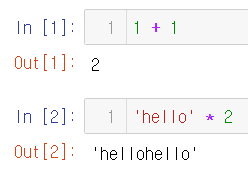 In [1]: 1 1 + 1
Out[1]: 2
In [2]: 1 'hello' * 2
Out[2]: 'hellohello'